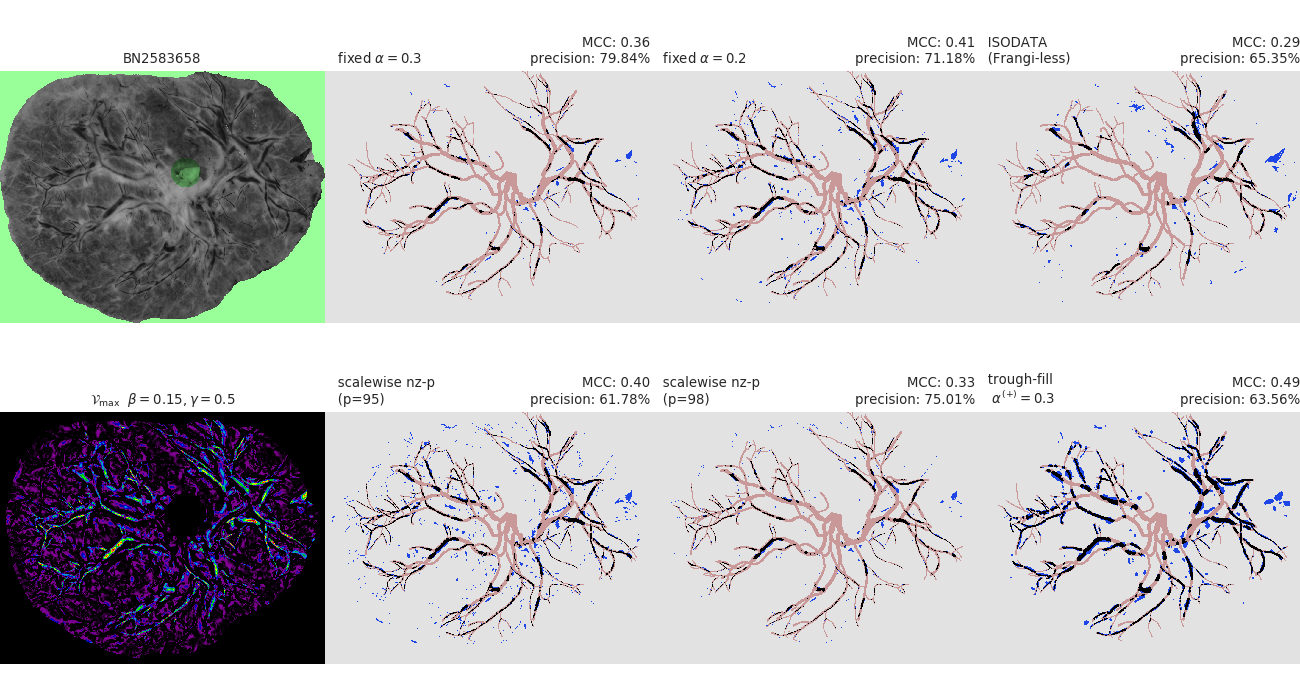 BN2583658
fixed α = 0.3
MCC: 0.36
precision: 79.84%
fixed α = 0.2
MCC: 0.41
precision: 71.18%
ISODATA
(Frangi-less)
MCC: 0.29
precision: 65.35%
𝒱max β = 0.15, γ = 0.5
scalewise nz-p
(p=95)
MCC: 0.40
precision: 61.78%
scalewise nz-p
(p=98)
MCC: 0.33
precision: 75.01%
trough-fill
α(+) = 0.3
MCC: 0.49
precision: 63.56%